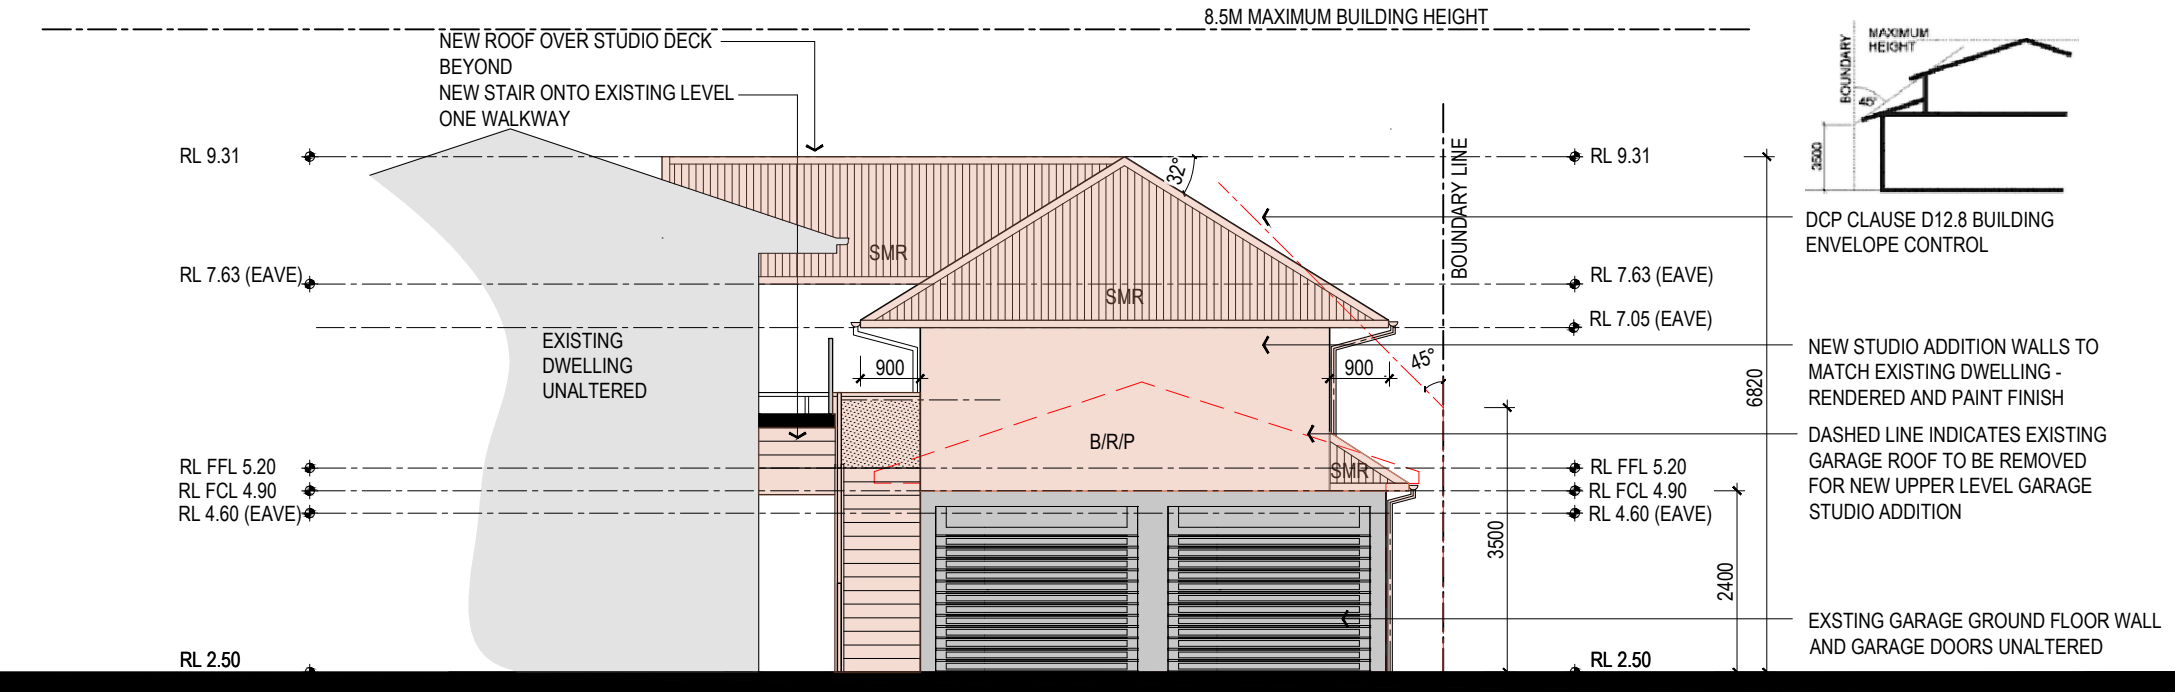 8.5M MAXIMUM BUILDING HEIGHT
NEW ROOF OVER STUDIO DECK
BEYOND
NEW STAIR ONTO EXISTING LEVEL
ONE WALKWAY
MAXIMUM
HEIGHT
BOUNDARY
45°
3500
DCP CLAUSE D12.8 BUILDING
ENVELOPE CONTROL
RL 9.31
RL 9.31
32°
BOUNDARY LINE
SMR
RL 7.63 (EAVE)
RL 7.63 (EAVE)
SMR
RL 7.05 (EAVE)
EXISTING
DWELLING
UNALTERED
900
900
45°
6820
NEW STUDIO ADDITION WALLS TO
MATCH EXISTING DWELLING -
RENDERED AND PAINT FINISH
B/R/P
DASHED LINE INDICATES EXISTING
GARAGE ROOF TO BE REMOVED
FOR NEW UPPER LEVEL GARAGE
STUDIO ADDITION
SMR
RL FFL 5.20
RL FCL 4.90
RL 4.60 (EAVE)
RL FFL 5.20
RL FCL 4.90
RL 4.60 (EAVE)
3500
2400
EXSTING GARAGE GROUND FLOOR WALL
AND GARAGE DOORS UNALTERED
RL 2.50
RL 2.50